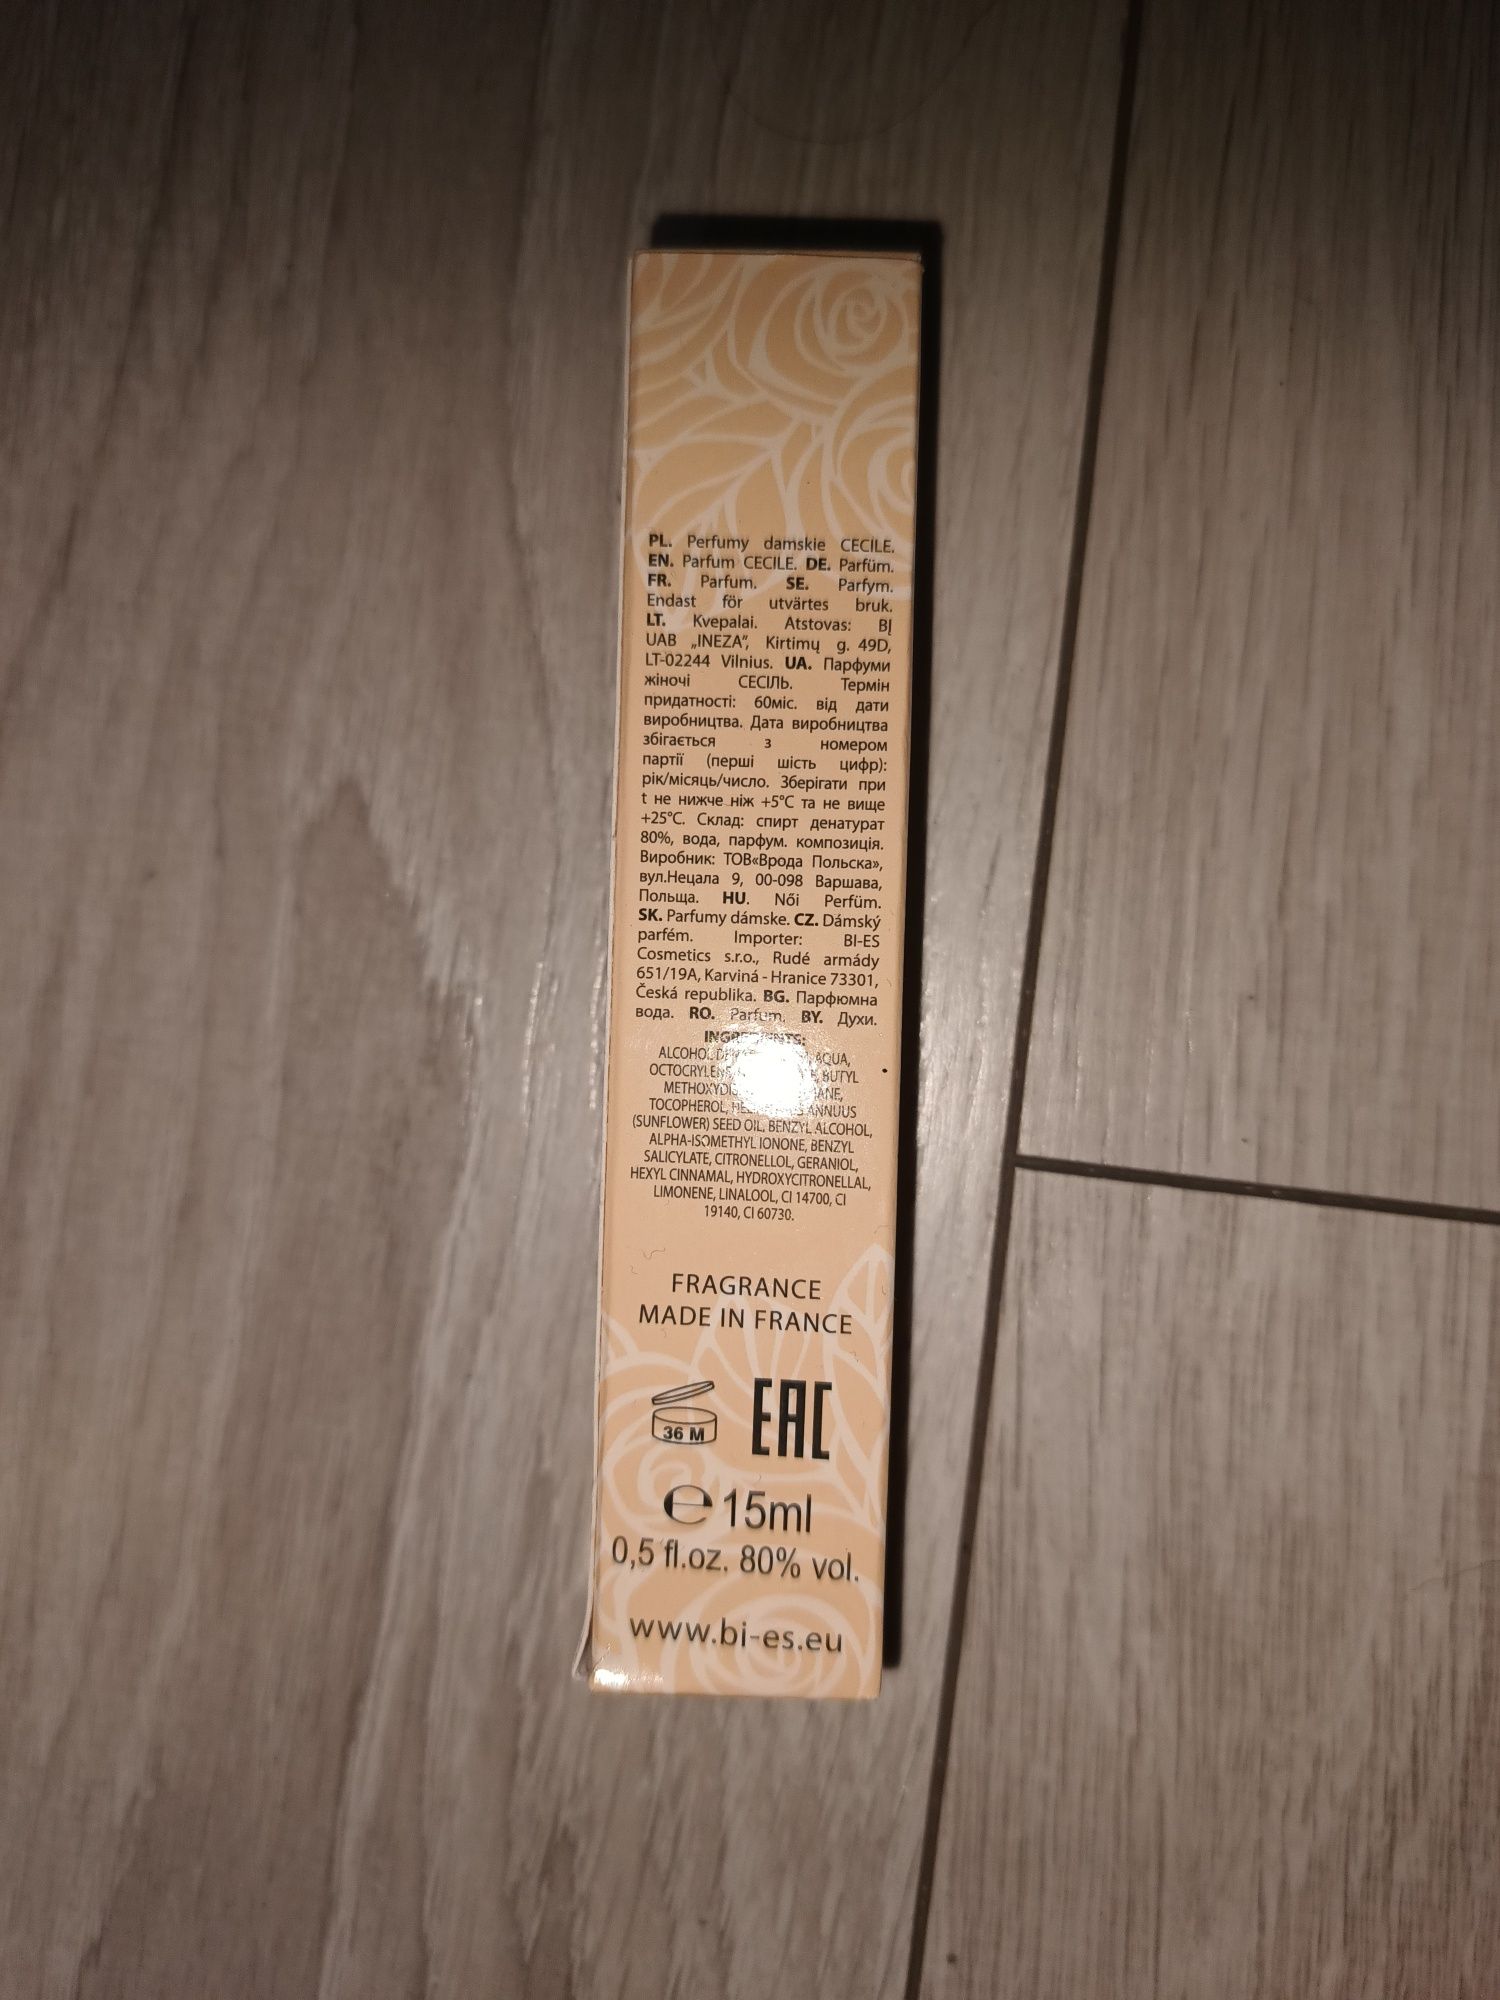 PL. Perfumy damskie CECILE.
EN. Parfum CECILE. DE. Parfüm.
FR. Parfum. SE. Parfym.
Endast för utvärtes bruk.
LT. Kvepalai. Atstovas: BĮ
UAB „INEZA”, Kirtimų g. 49D,
LT-02244 Vilnius. UA. Парфуми
жіночі СЕСІЛЬ. Термін
придатності: 60міс. від дати
виробництва. Дата виробництва
збігається з номером
партії (перші шість цифр):
рік/місяць/число. Зберігати при
t не нижче ніж +5°C та не вище
+25°C. Склад: спирт денатурат
80%, вода, парфум. композиція.
Виробник: ТОВ«Врода Польска»,
вул.Нецала 9, 00-098 Варшава,
Польща. HU. Női Perfüm.
SK. Parfumy dámske. CZ. Dámský
parfém. Importer: BI-ES
Cosmetics s.r.o., Rudé armády
651/19A, Karviná - Hranice 73301,
Česká republika. BG. Парфюмна
вода. RO. Parfum. BY. Духи.
INGREDIENTS:
ALCOHOL AQUA,
OCTOCRYLENE, BUTYL
TOCOPHEROL, ANNUUS
(SUNFLOWER) SEED OIL, BENZYL ALCOHOL,
ALPHA-ISOMETHYL IONONE, BENZYL
SALICYLATE, CITRONELLOL, GERANIOL,
HEXYL CINNAMAL, HYDROXYCITRONELLAL,
LIMONENE, LINALOOL, CI 14700, CI
19140, CI 60730.
FRAGRANCE
MADE IN FRANCE
36 M EAC
℮ 15ml
0,5 fl.oz. 80% vol.
www.bi-es.eu